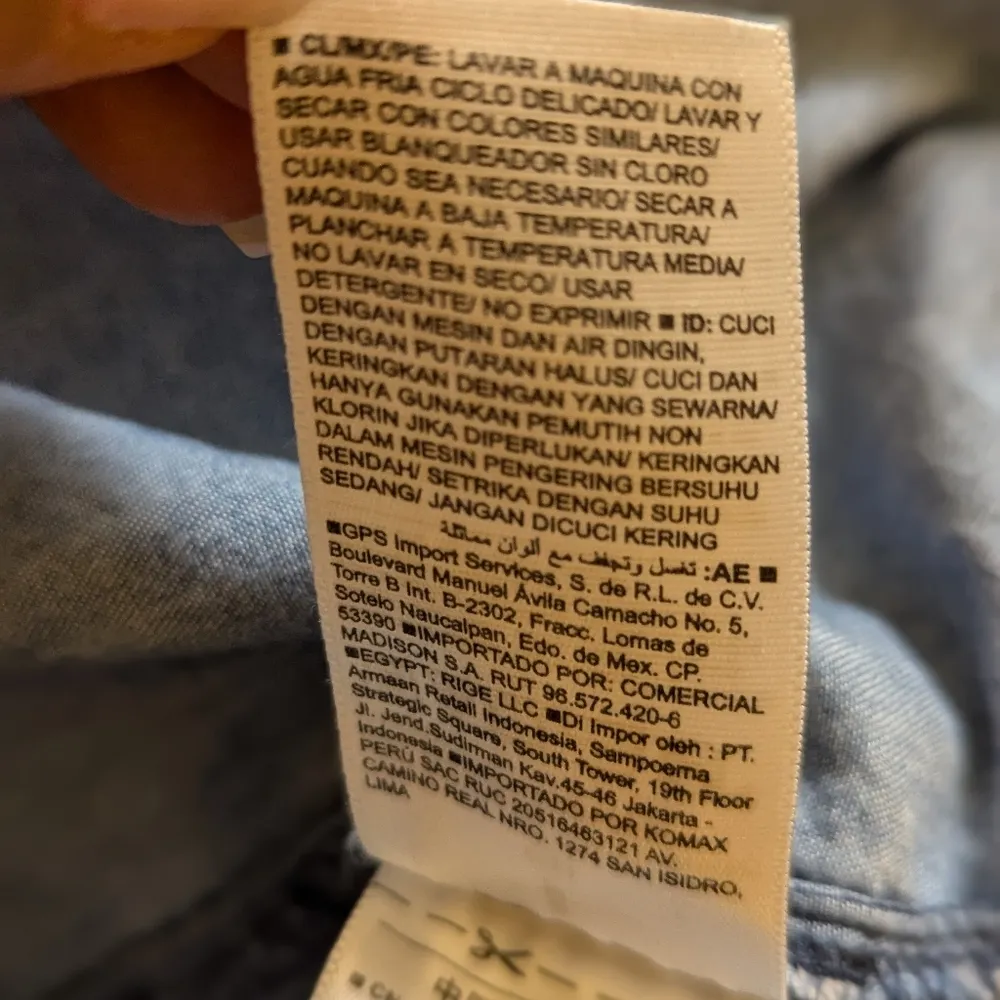 ■ CL/MX/PE: LAVAR A MAQUINA CON
AGUA FRIA CICLO DELICADO/ LAVAR Y
SECAR CON COLORES SIMILARES/
USAR BLANQUEADOR SIN CLORO
CUANDO SEA NECESARIO/ SECAR A
MAQUINA A BAJA TEMPERATURA/
PLANCHAR A TEMPERATURA MEDIA/
NO LAVAR EN SECO/ USAR
DETERGENTE/ NO EXPRIMIR ■ ID: CUCI
DENGAN MESIN DAN AIR DINGIN,
DENGAN PUTARAN HALUS/ CUCI DAN
KERINGKAN DENGAN YANG SEWARNA/
HANYA GUNAKAN PEMUTIH NON
KLORIN JIKA DIPERLUKAN/ KERINGKAN
DALAM MESIN PENGERING BERSUHU
RENDAH/ SETRIKA DENGAN SUHU
SEDANG/ JANGAN DICUCI KERING
■ AE: تغسل وتجفف مع ألوان مماثلة
■GPS Import Services, S. de R.L. de C.V.
Boulevard Manuel Ávila Camacho No. 5,
Torre B Int. B-2302, Fracc. Lomas de
Sotelo Naucalpan, Edo. de Mex. CP.
53390 ■IMPORTADO POR: COMERCIAL
MADISON S.A. RUT 96.572.420-6
■EGYPT: RIGE LLC ■Di Impor oleh : PT.
Armaan Retail Indonesia, Sampoerna
Strategic Square, South Tower, 19th Floor
Jl. Jend.Sudirman Kav.45-46 Jakarta -
Indonesia ■IMPORTADO POR KOMAX
PERÚ SAC RUC 20516463121 AV.
CAMINO REAL NRO. 1274 SAN ISIDRO,
LIMA
■ CN